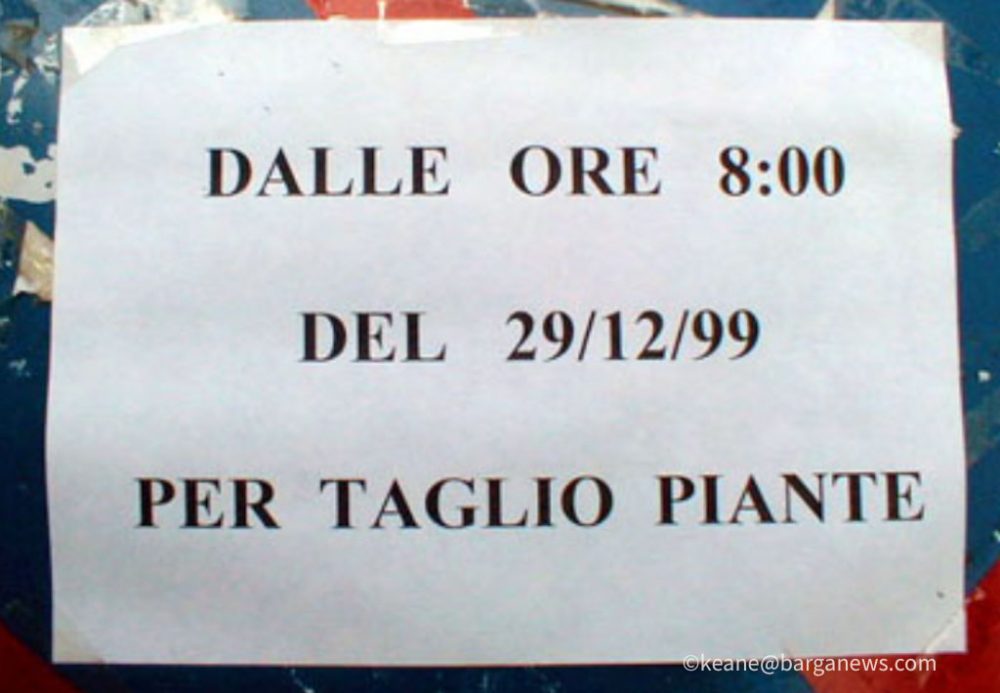 DALLE ORE 8:00
DEL 29/12/99
PER TAGLIO PIANTE
©keane@barganews.com